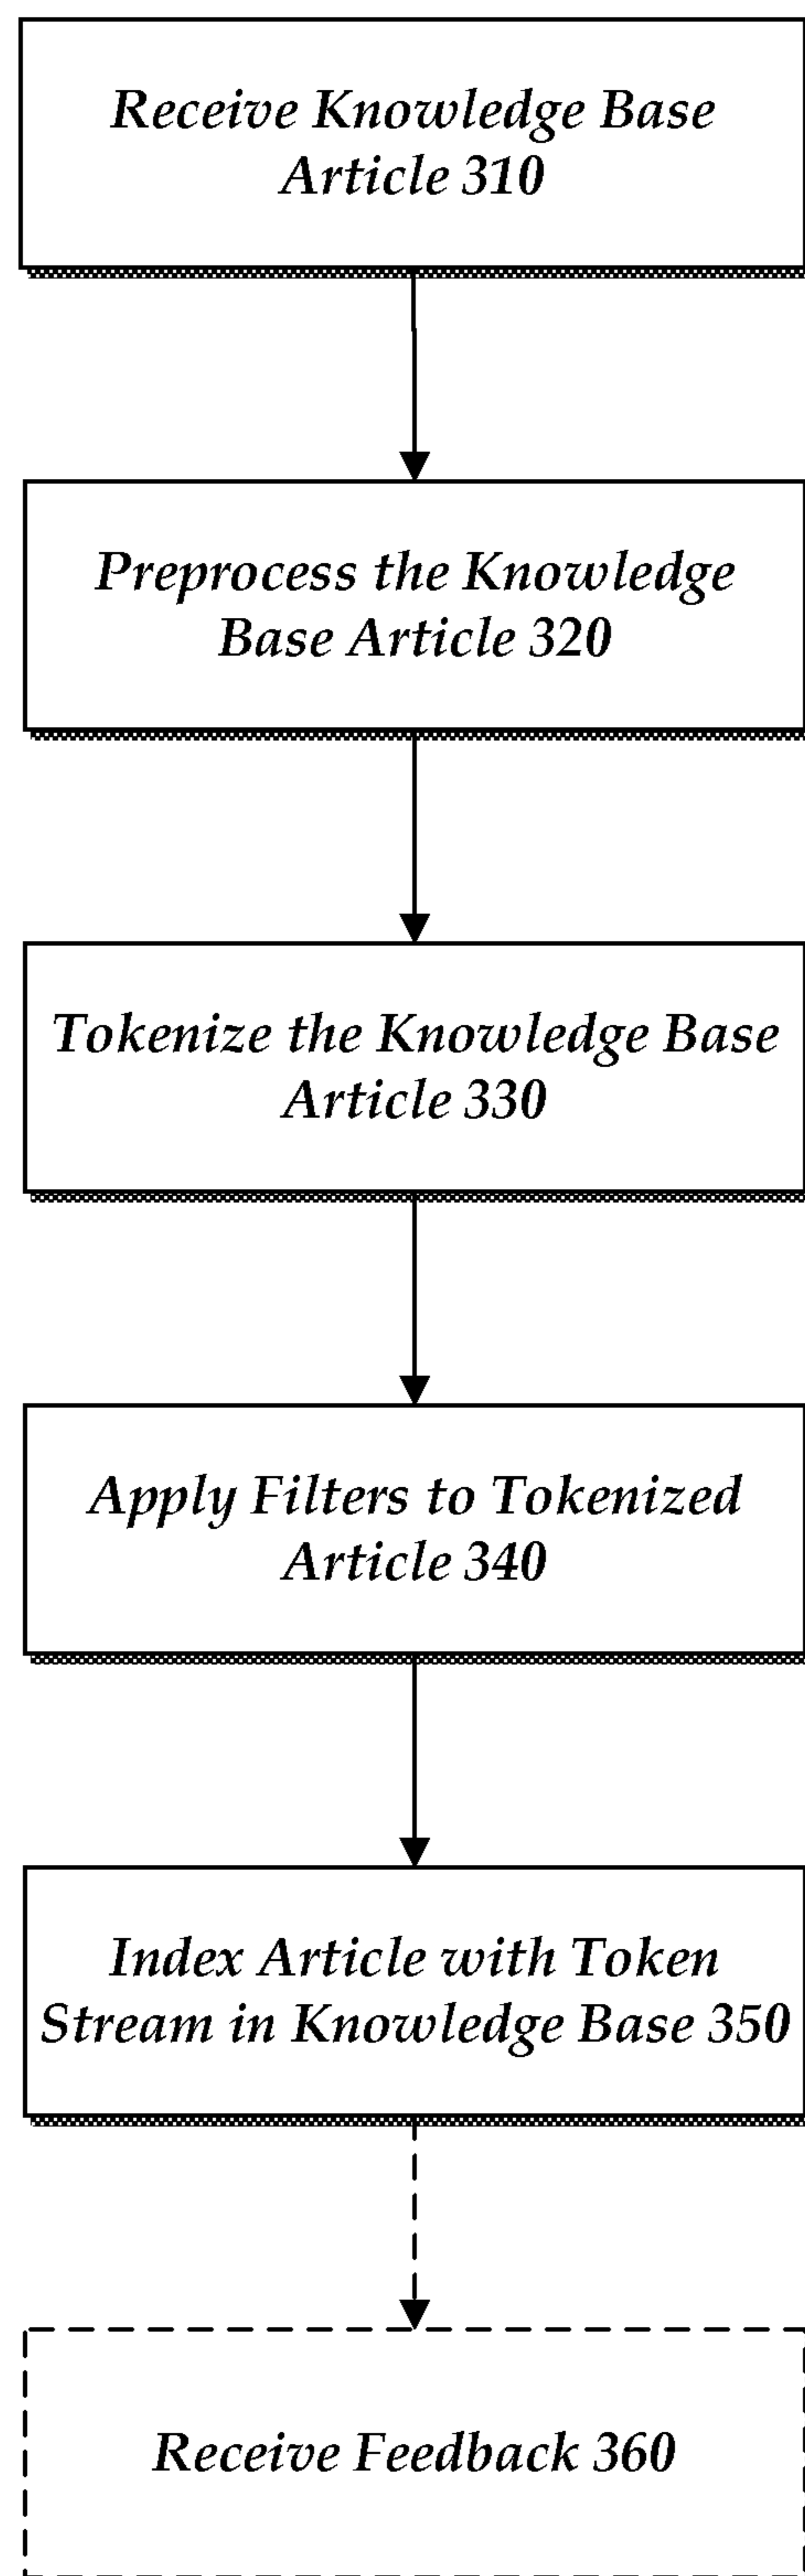 Receive Knowledge Base
Article 310
Preprocess the Knowledge
Base Article 320
Tokenize the Knowledge Base
Article 330
Apply Filters to Tokenized
Article 340
Index Article with Token
Stream in Knowledge Base 350
Receive Feedback 360